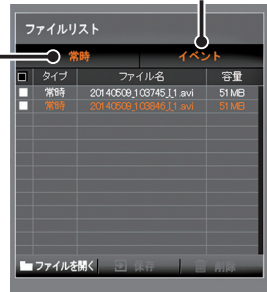 ファイルリスト
常時 イベント
タイプ ファイル名 容量
常時 20140509_103745_I_1.avi 51 MB
常時 20140509_103846_I_1.avi 51 MB
ファイルを開く 保存 削除